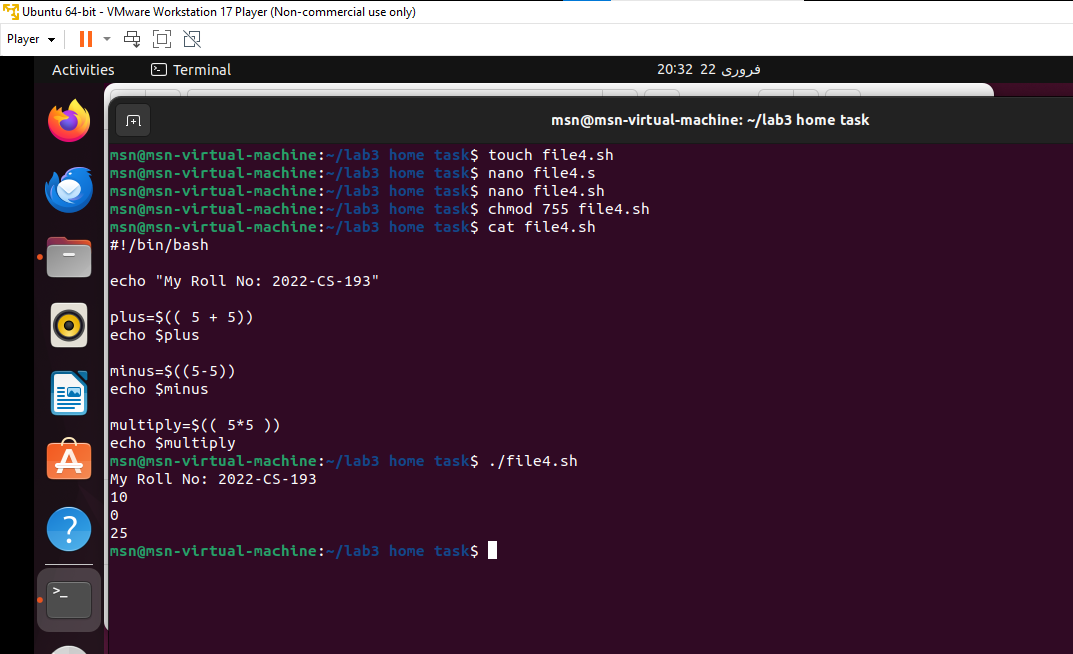 Ubuntu 64-bit - VMware Workstation 17 Player (Non-commercial use only)
Player
Activities
Terminal
20:32 22 فروری
msn@msn-virtual-machine: ~/lab3 home task
msn@msn-virtual-machine:~/lab3 home task$ touch file4.sh
msn@msn-virtual-machine:~/lab3 home task$ nano file4.s
msn@msn-virtual-machine:~/lab3 home task$ nano file4.sh
msn@msn-virtual-machine:~/lab3 home task$ chmod 755 file4.sh
msn@msn-virtual-machine:~/lab3 home task$ cat file4.sh
#!/bin/bash
echo "My Roll No: 2022-CS-193"
plus=$(( 5 + 5))
echo $plus
minus=$((5-5))
echo $minus
multiply=$(( 5*5 ))
echo $multiply
msn@msn-virtual-machine:~/lab3 home task$ ./file4.sh
My Roll No: 2022-CS-193
10
0
25
msn@msn-virtual-machine:~/lab3 home task$